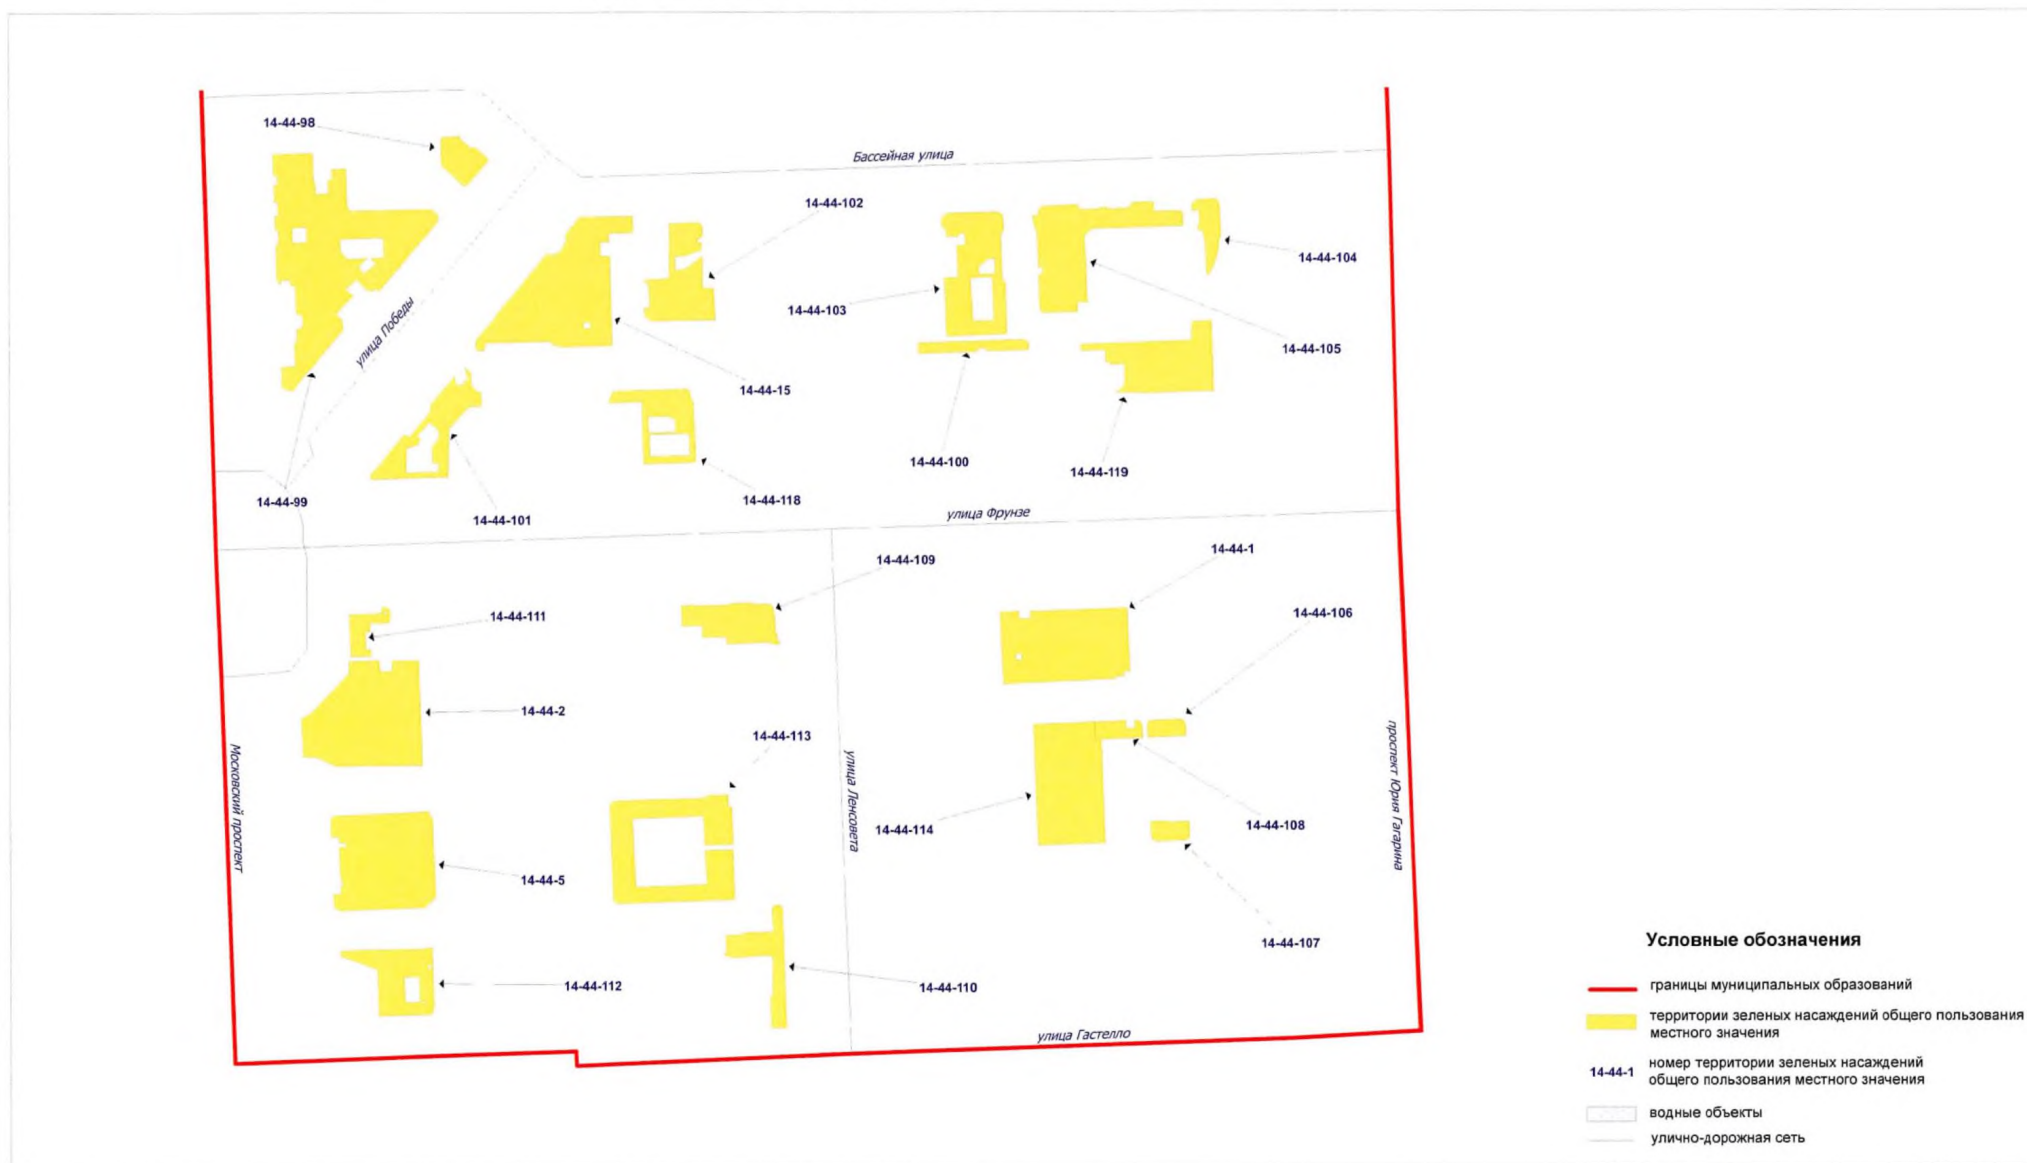 14-44-98
Бассейная улица
14-44-102
14-44-104
14-44-103
улица Победы
14-44-105
14-44-15
14-44-100
14-44-119
14-44-99
14-44-118
14-44-101
улица Фрунзе
14-44-109
14-44-1
14-44-111
14-44-106
14-44-2
14-44-113
Московский проспект
улица Ленсовета
проспект Юрия Гагарина
14-44-114
14-44-108
14-44-5
14-44-107
14-44-112
14-44-110
улица Гастелло
Условные обозначения
границы муниципальных образований
территории зеленых насаждений общего пользования
местного значения
14-44-1
номер территории зеленых насаждений
общего пользования местного значения
водные объекты
улично-дорожная сеть